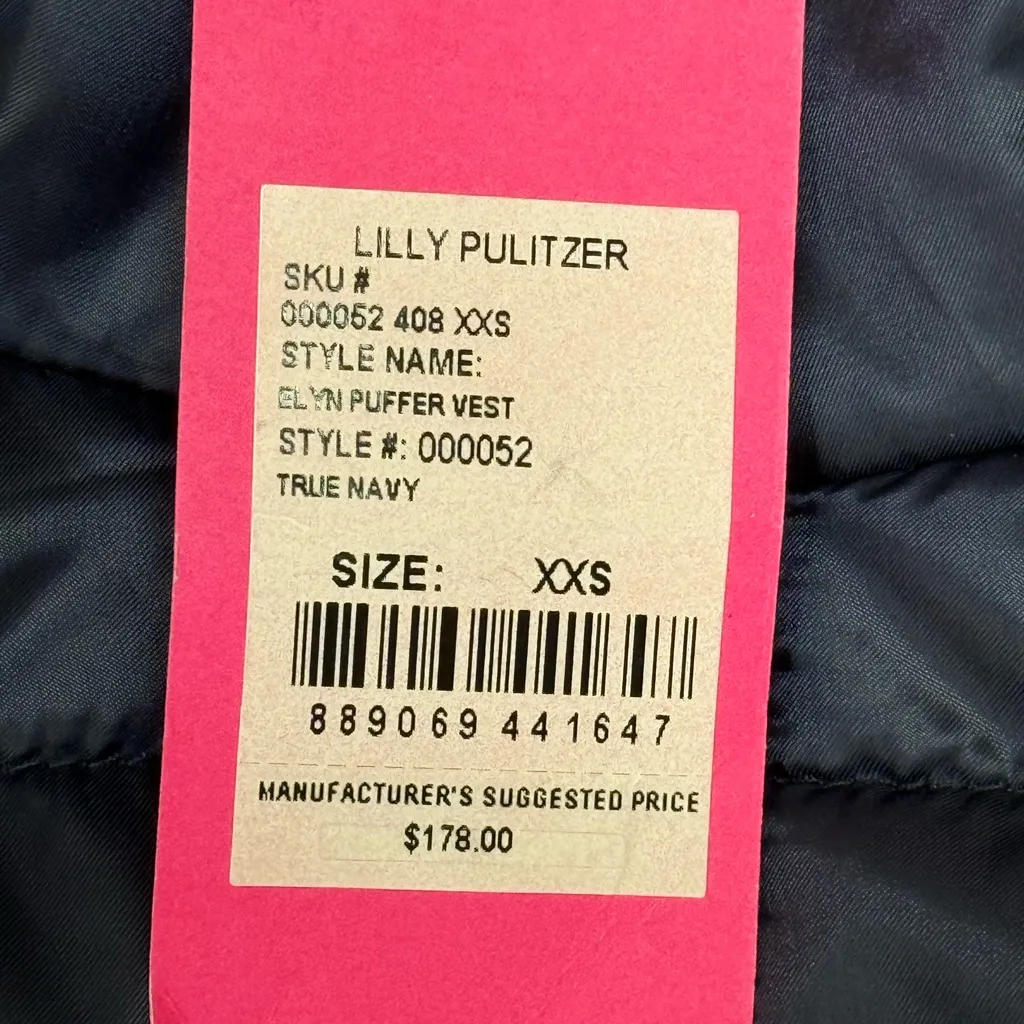 LILLY PULITZER
SKU #
000052 408 XXS
STYLE NAME:
ELYN PUFFER VEST
STYLE #: 000052
TRUE NAVY
SIZE: XXS
889069 441647
MANUFACTURER'S SUGGESTED PRICE
$178.00